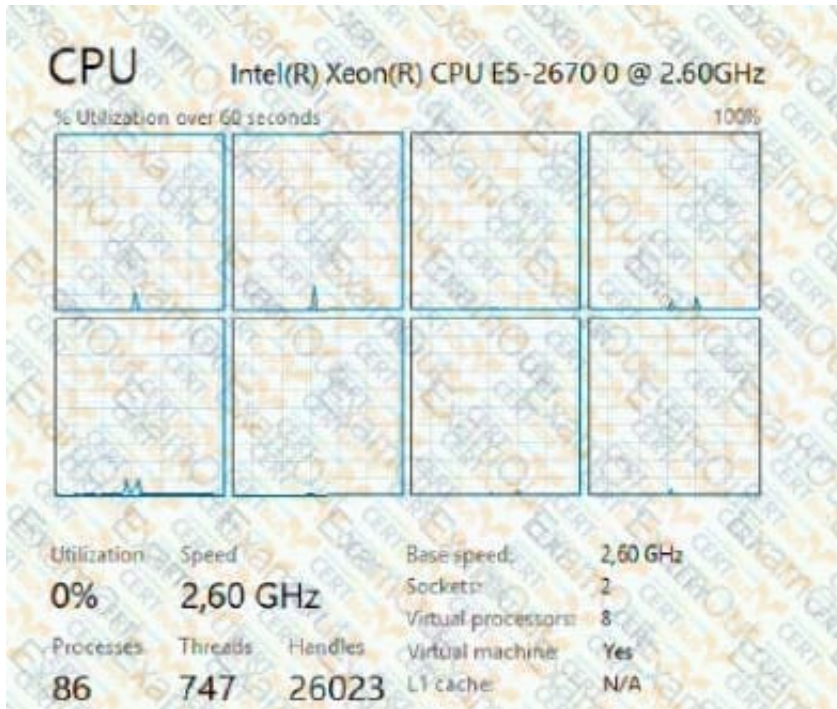 CPU
Intel(R) Xeon(R) CPU E5-2670 0 @ 2.60GHz
% Utilization over 60 seconds 100%
Utilization Speed
0% 2,60 GHz
Processes Threads Handles
86 747 26023
Base speed: 2,60 GHz
Sockets: 2
Virtual processors: 8
Virtual machine: Yes
L1 cache: N/A